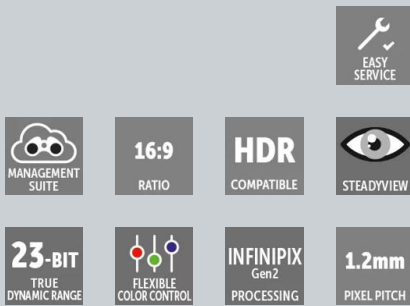 EASY
SERVICE
MANAGEMENT
SUITE
16:9
RATIO
HDR
COMPATIBLE
STEADYVIEW
23-BIT
TRUE
DYNAMIC RANGE
FLEXIBLE
COLOR CONTROL
INFINIPIX
Gen2
PROCESSING
1.2mm
PIXEL PITCH